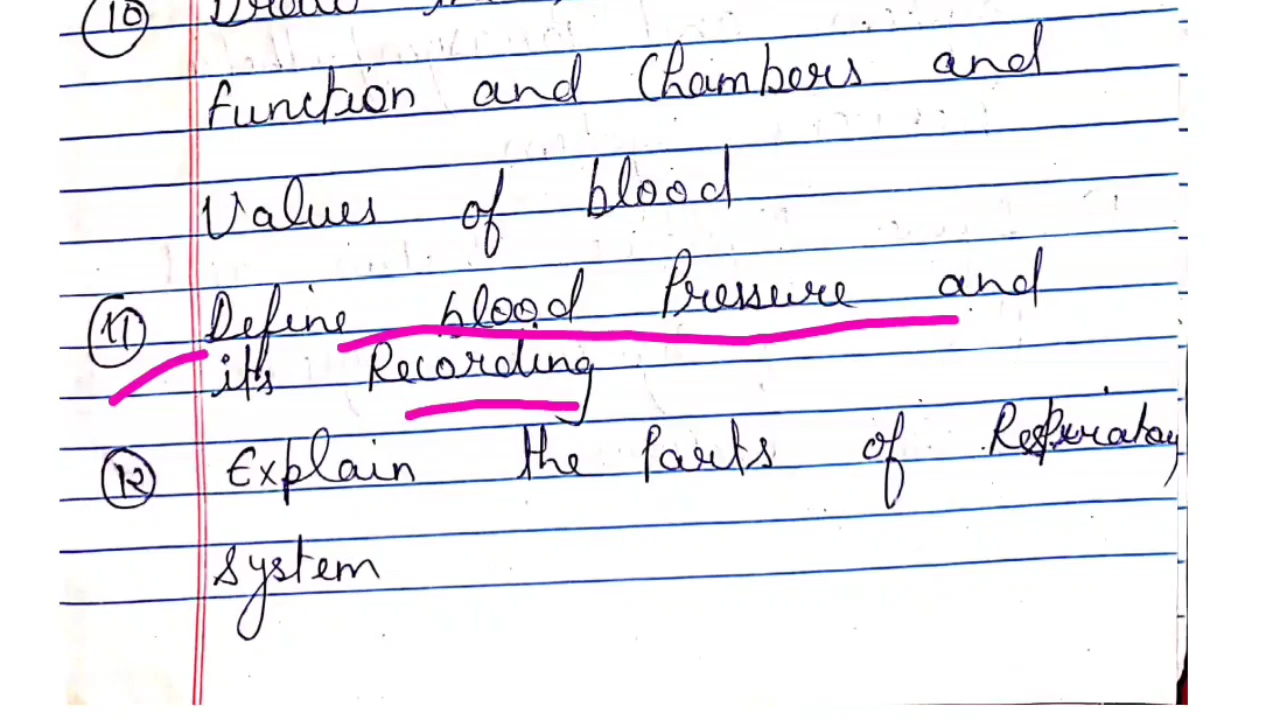 10
function and Chambers and
Values of blood
11 Define blood Pressure and
its Recording
12 Explain the Parts of Respiratory
system